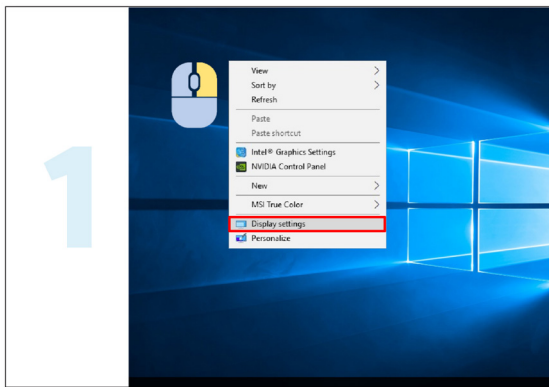 1
View
Sort by
Refresh
Paste
Paste shortcut
Intel® Graphics Settings
NVIDIA Control Panel
New
MSI True Color
Display settings
Personalize